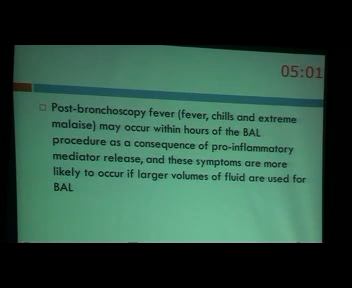 05:01
□ Post-bronchoscopy fever (fever, chills and extreme
malaise) may occur within hours of the BAL
procedure as a consequence of pro-inflammatory
mediator release, and these symptoms are more
likely to occur if larger volumes of fluid are used for
BAL